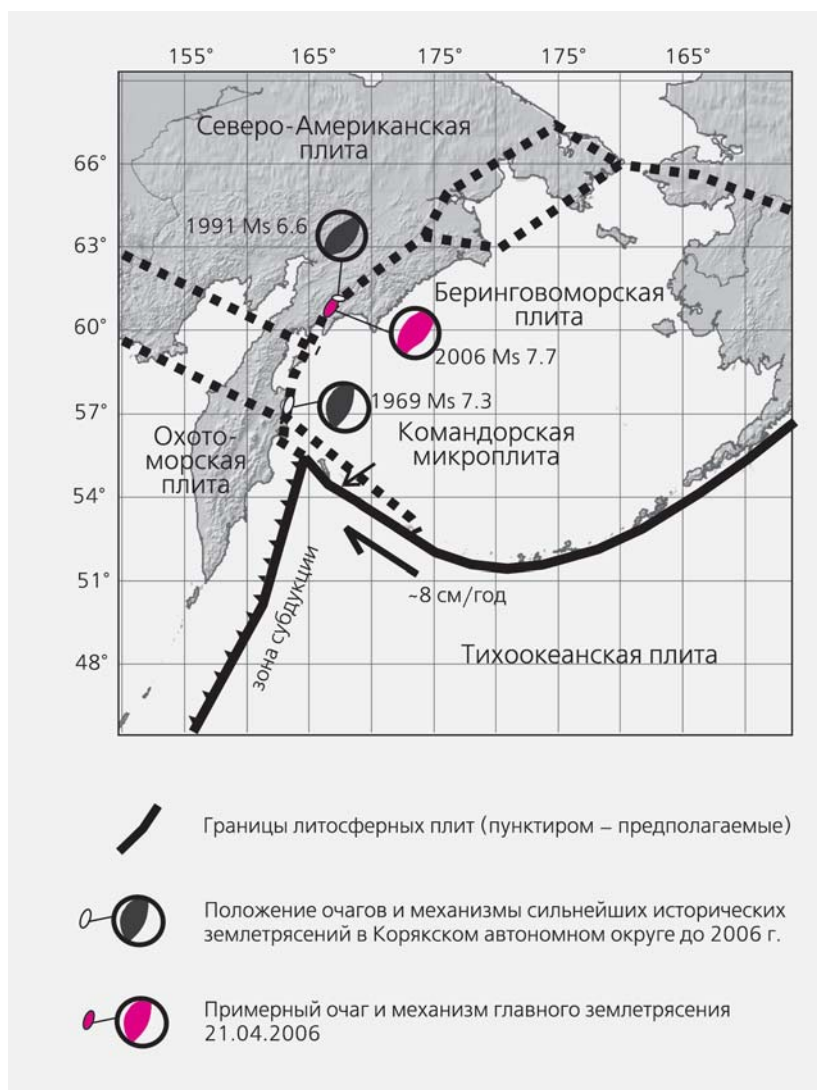 155° 165° 175° 175° 165°
Северо-Американская
плита
66°
1991 Ms 6.6
63°
Беринговоморская
плита
60°
2006 Ms 7.7
57°
1969 Ms 7.3
Охото-
морская
плита
Командорская
микроплита
54°
51°
~8 см/год
зона субдукции
Тихоокеанская плита
48°
Границы литосферных плит (пунктиром – предполагаемые)
Положение очагов и механизмы сильнейших исторических
землетрясений в Корякском автономном округе до 2006 г.
Примерный очаг и механизм главного землетрясения
21.04.2006